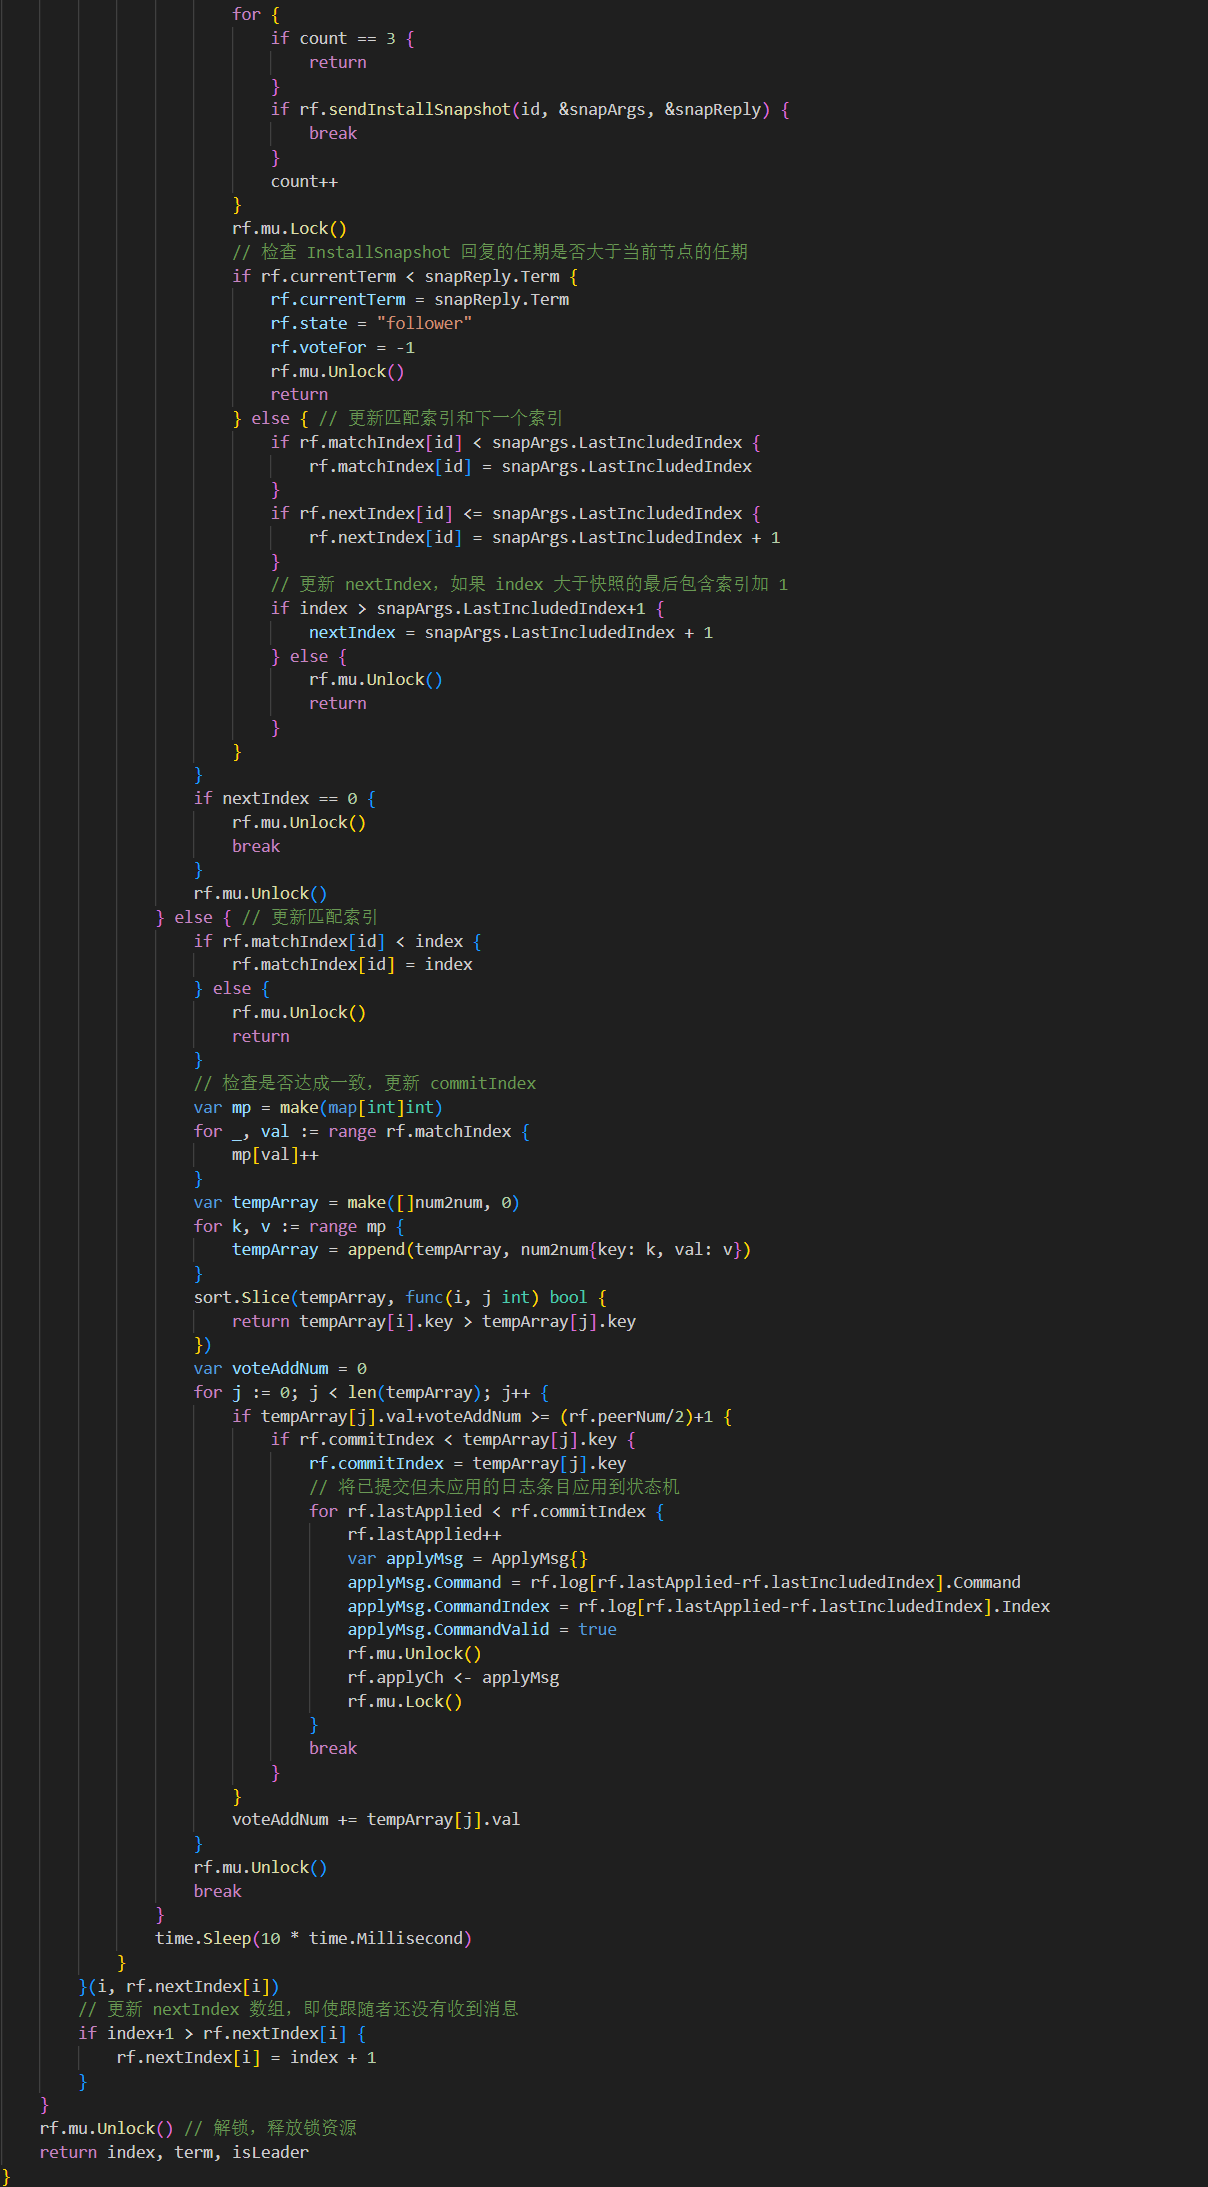 for {
if count == 3 {
return
}
if rf.sendInstallSnapshot(id, &snapArgs, &snapReply) {
break
}
count++
}
rf.mu.Lock()
// 检查 InstallSnapshot 回复的任期是否大于当前节点的任期
if rf.currentTerm < snapReply.Term {
rf.currentTerm = snapReply.Term
rf.state = "follower"
rf.voteFor = -1
rf.mu.Unlock()
return
} else { // 更新匹配索引和下一个索引
if rf.matchIndex[id] < snapArgs.LastIncludedIndex {
rf.matchIndex[id] = snapArgs.LastIncludedIndex
}
if rf.nextIndex[id] <= snapArgs.LastIncludedIndex {
rf.nextIndex[id] = snapArgs.LastIncludedIndex + 1
}
// 更新 nextIndex，如果 index 大于快照的最后包含索引加 1
if index > snapArgs.LastIncludedIndex+1 {
nextIndex = snapArgs.LastIncludedIndex + 1
} else {
rf.mu.Unlock()
return
}
}
}
if nextIndex == 0 {
rf.mu.Unlock()
break
}
rf.mu.Unlock()
} else { // 更新匹配索引
if rf.matchIndex[id] < index {
rf.matchIndex[id] = index
} else {
rf.mu.Unlock()
return
}
// 检查是否达成一致，更新 commitIndex
var mp = make(map[int]int)
for _, val := range rf.matchIndex {
mp[val]++
}
var tempArray = make([]num2num, 0)
for k, v := range mp {
tempArray = append(tempArray, num2num{key: k, val: v})
}
sort.Slice(tempArray, func(i, j int) bool {
return tempArray[i].key > tempArray[j].key
})
var voteAddNum = 0
for j := 0; j < len(tempArray); j++ {
if tempArray[j].val+voteAddNum >= (rf.peerNum/2)+1 {
if rf.commitIndex < tempArray[j].key {
rf.commitIndex = tempArray[j].key
// 将已提交但未应用的日志条目应用到状态机
for rf.lastApplied < rf.commitIndex {
rf.lastApplied++
var applyMsg = ApplyMsg{}
applyMsg.Command = rf.log[rf.lastApplied-rf.lastIncludedIndex].Command
applyMsg.CommandIndex = rf.log[rf.lastApplied-rf.lastIncludedIndex].Index
applyMsg.CommandValid = true
rf.mu.Unlock()
rf.applyCh <- applyMsg
rf.mu.Lock()
}
break
}
}
voteAddNum += tempArray[j].val
}
rf.mu.Unlock()
break
}
time.Sleep(10 * time.Millisecond)
}
}(i, rf.nextIndex[i])
// 更新 nextIndex 数组，即使跟随者还没有收到消息
if index+1 > rf.nextIndex[i] {
rf.nextIndex[i] = index + 1
}
}
rf.mu.Unlock() // 解锁，释放锁资源
return index, term, isLeader
}